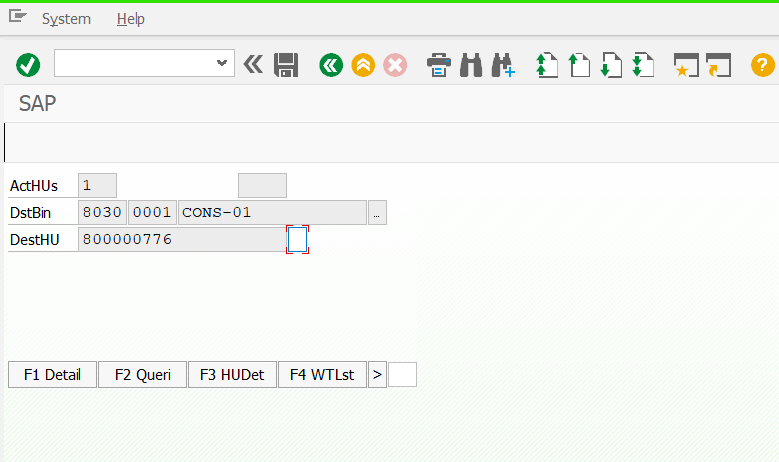 System Help
SAP
ActHUs 1
DstBin 8030 0001 CONS-01 ...
DestHU 800000776
F1 Detail F2 Queri F3 HUDet F4 WTLst >